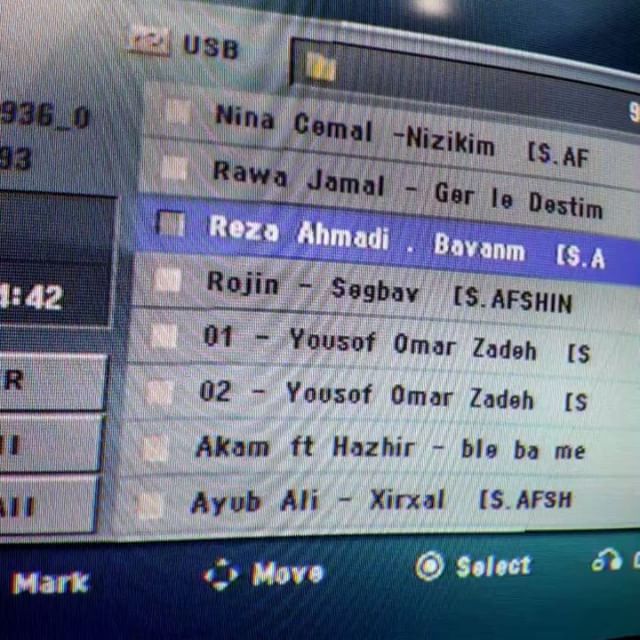 USB
936_0
93
9
Nina Cemal -Nizikim [S.AF
Rawa Jamal - Ger le Destim
Reza Ahmadi . Bavanm [S.A
4:42
Rojin - Segbav [S.AFSHIN
01 - Yousof Omar Zadeh [S
R
02 - Yousof Omar Zadeh [S
Akam ft Hazhir - ble ba me
All
Ayub Ali - Xirxal [S.AFSH
Mark
Move
Select